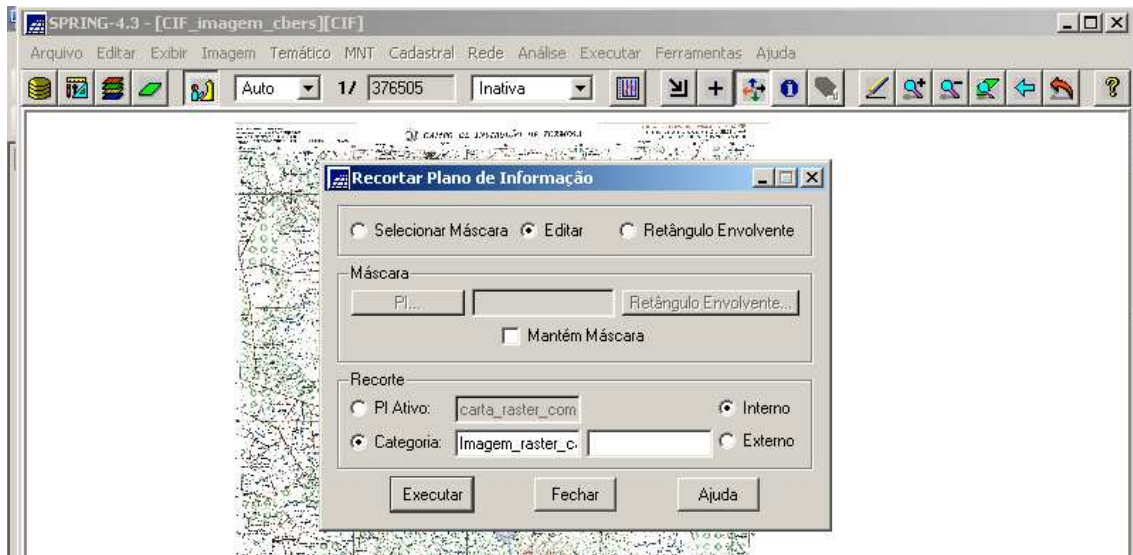 SPRING-4.3 - [CIF_imagem_cbers][CIF]
Arquivo Editar Exibir Imagem Temático MNT Cadastral Rede Análise Executar Ferramentas Ajuda
Auto 1/ 376505 Inativa
Recortar Plano de Informação
Selecionar Máscara Editar Retângulo Envolvente
Máscara
PI... Retângulo Envolvente...
Mantém Máscara
Recorte
PI Ativo: carta_raster_com Interno
Categoria: Imagem_raster_c Externo
Executar Fechar Ajuda